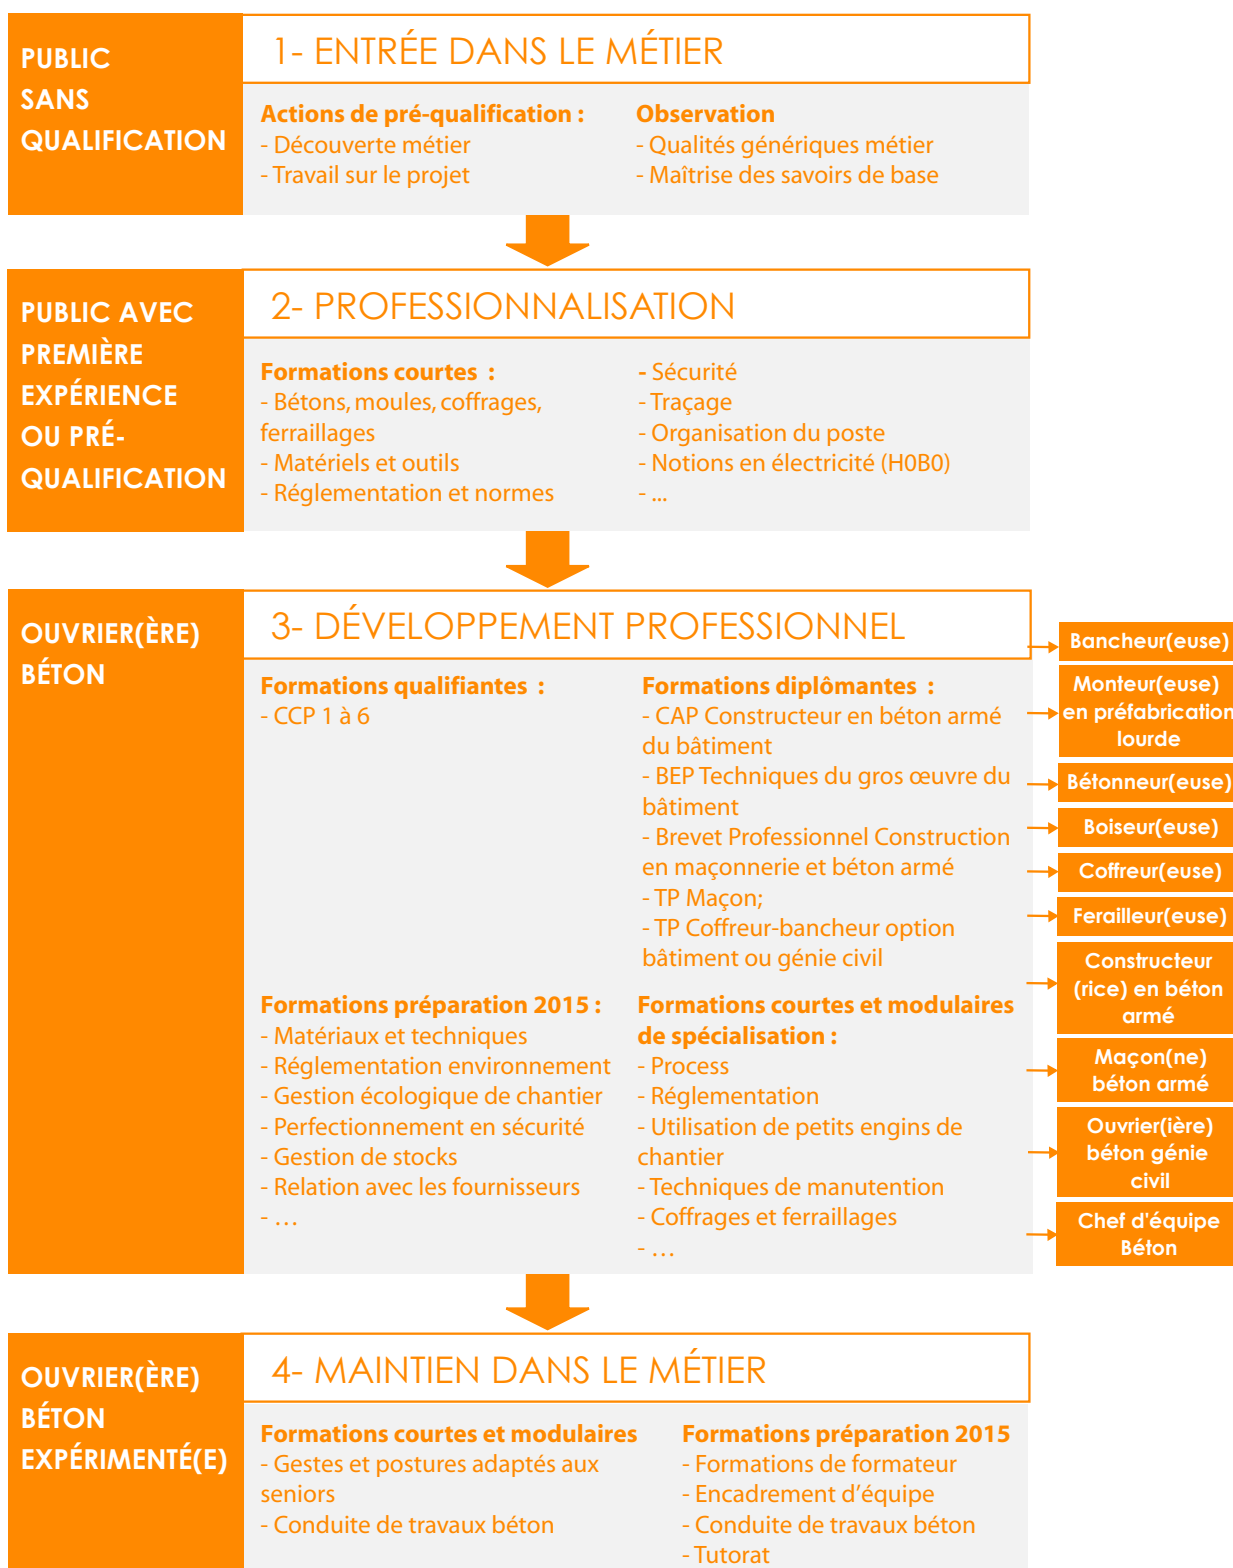 PUBLIC
SANS
QUALIFICATION
1- ENTRÉE DANS LE MÉTIER
Actions de pré-qualification :
- Découverte métier
- Travail sur le projet
Observation
- Qualités génériques métier
- Maîtrise des savoirs de base
PUBLIC AVEC
PREMIÈRE
EXPÉRIENCE
OU PRÉ-
QUALIFICATION
2- PROFESSIONNALISATION
Formations courtes :
- Bétons, moules, coffrages,
ferraillages
- Matériels et outils
- Réglementation et normes
- Sécurité
- Traçage
- Organisation du poste
- Notions en électricité (H0B0)
- ...
OUVRIER(ÈRE)
BÉTON
3- DÉVELOPPEMENT PROFESSIONNEL
Formations qualifiantes :
- CCP 1 à 6
Formations diplômantes :
- CAP Constructeur en béton armé
du bâtiment
- BEP Techniques du gros œuvre du
bâtiment
- Brevet Professionnel Construction
en maçonnerie et béton armé
- TP Maçon;
- TP Coffreur-bancheur option
bâtiment ou génie civil
Formations préparation 2015 :
- Matériaux et techniques
- Réglementation environnement
- Gestion écologique de chantier
- Perfectionnement en sécurité
- Gestion de stocks
- Relation avec les fournisseurs
- …
Formations courtes et modulaires
de spécialisation :
- Process
- Réglementation
- Utilisation de petits engins de
chantier
- Techniques de manutention
- Coffrages et ferraillages
- …
Bancheur(euse)
Monteur(euse)
en préfabrication
lourde
Bétonneur(euse)
Boiseur(euse)
Coffreur(euse)
Ferailleur(euse)
Constructeur
(rice) en béton
armé
Maçon(ne)
béton armé
Ouvrier(ière)
béton génie
civil
Chef d'équipe
Béton
OUVRIER(ÈRE)
BÉTON
EXPÉRIMENTÉ(E)
4- MAINTIEN DANS LE MÉTIER
Formations courtes et modulaires
- Gestes et postures adaptés aux
seniors
- Conduite de travaux béton
Formations préparation 2015
- Formations de formateur
- Encadrement d’équipe
- Conduite de travaux béton
- Tutorat